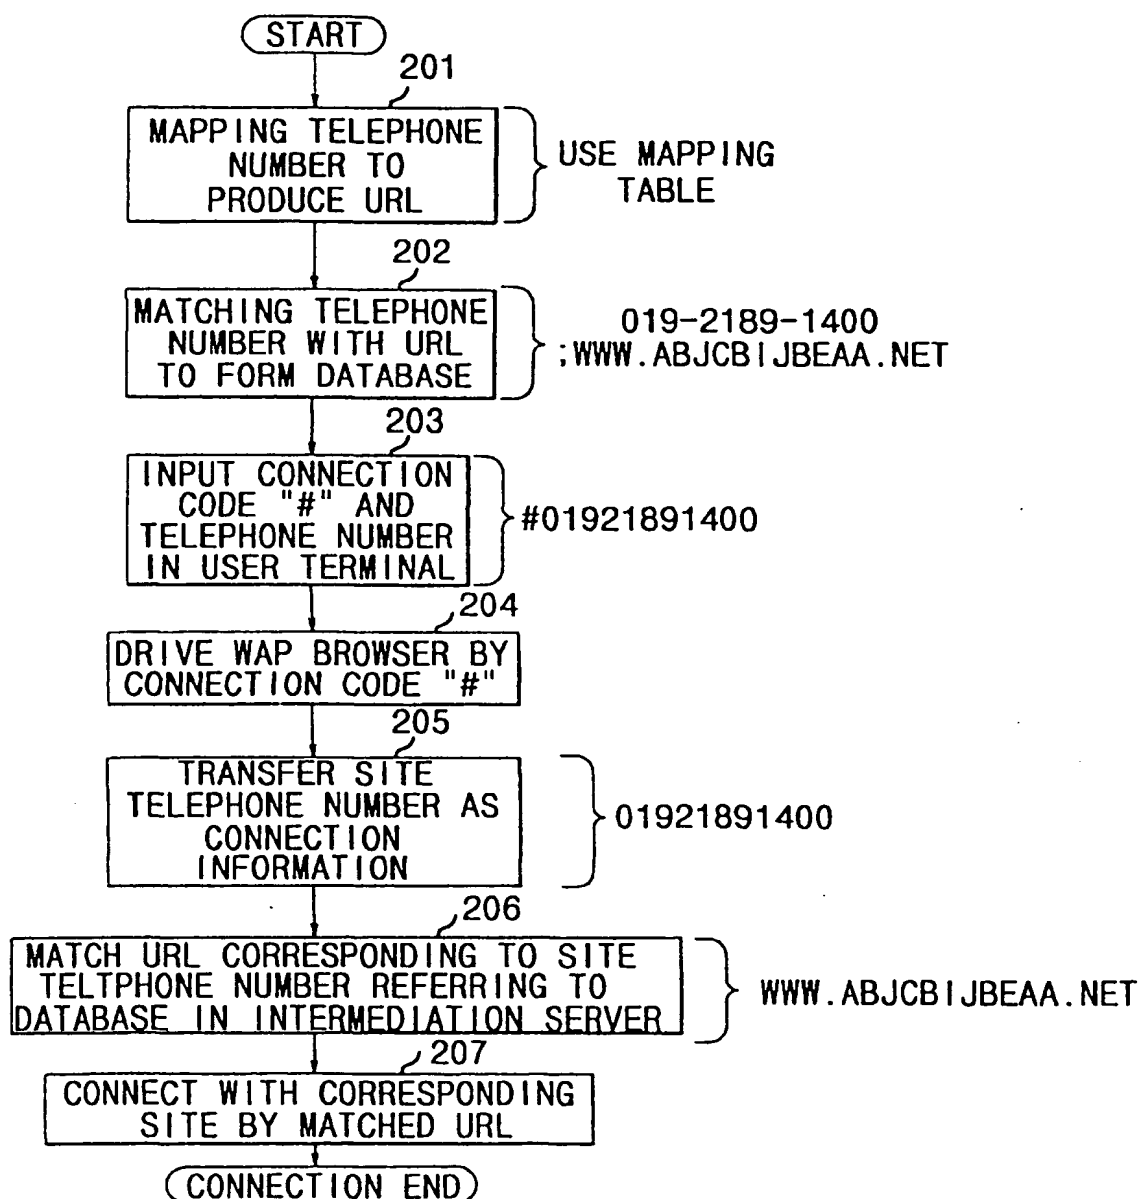 START
201
MAPPING TELEPHONE
NUMBER TO
PRODUCE URL
USE MAPPING
TABLE
202
MATCHING TELEPHONE
NUMBER WITH URL
TO FORM DATABASE
019-2189-1400
;WWW.ABJCBIJBEAA.NET
203
INPUT CONNECTION
CODE "#" AND
TELEPHONE NUMBER
IN USER TERMINAL
#01921891400
204
DRIVE WAP BROWSER BY
CONNECTION CODE "#"
205
TRANSFER SITE
TELEPHONE NUMBER AS
CONNECTION
INFORMATION
01921891400
206
MATCH URL CORRESPONDING TO SITE
TELTPHONE NUMBER REFERRING TO
DATABASE IN INTERMEDIATION SERVER
WWW.ABJCBIJBEAA.NET
207
CONNECT WITH CORRESPONDING
SITE BY MATCHED URL
CONNECTION END